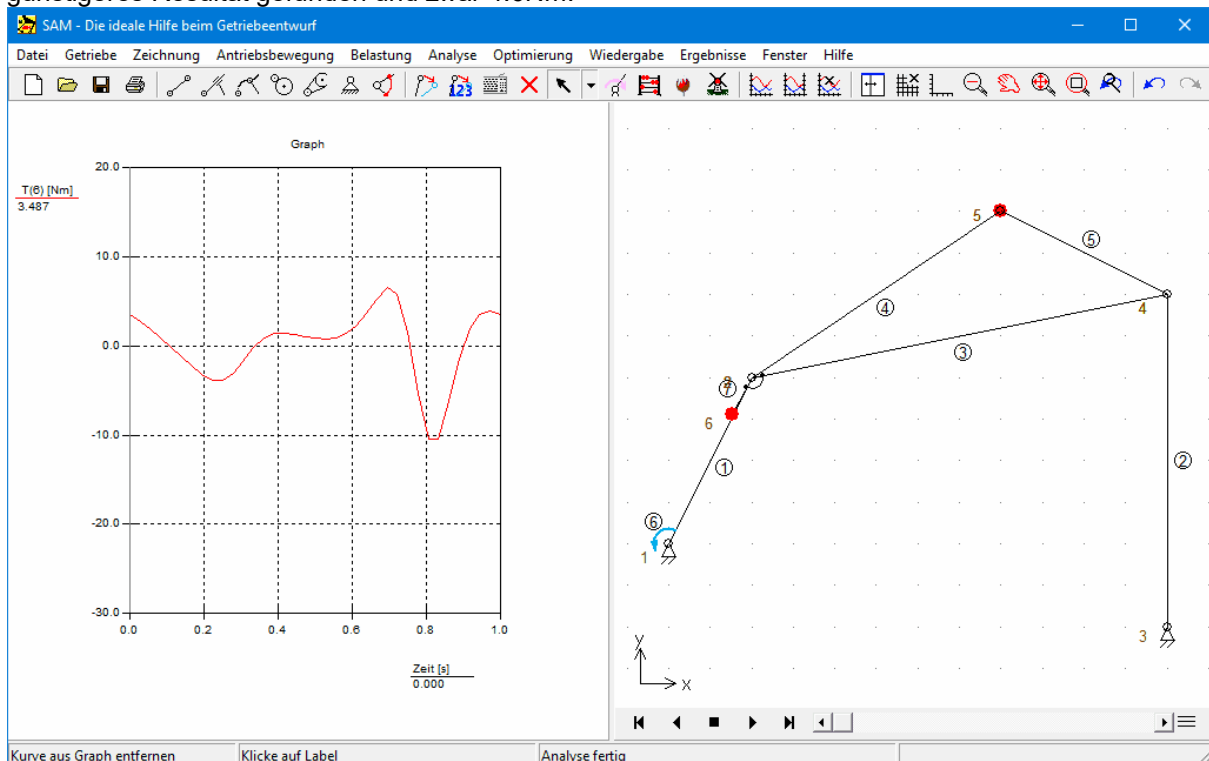 SAM - Die ideale Hilfe beim Getriebeentwurf
Datei Getriebe Zeichnung Antriebsbewegung Belastung Analyse Optimierung Wiedergabe Ergebnisse Fenster Hilfe
123
Graph
T(6) [Nm]
3.487
20.0
10.0
0.0
-10.0
-20.0
-30.0
0.0 0.2 0.4 0.6 0.8 1.0
Zeit [s]
0.000
5
5
4
4
3
7
6
1
2
6
1
3
Y
X
Kurve aus Graph entfernen Klicke auf Label Analyse fertig